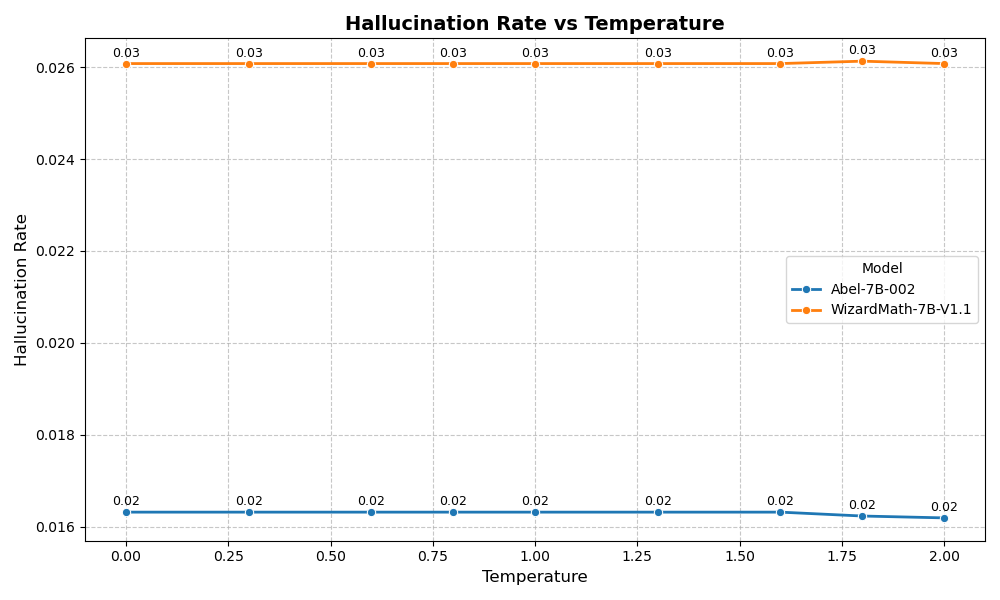 Hallucination Rate vs Temperature
0.03 0.03 0.03 0.03 0.03 0.03 0.03 0.03 0.03
0.026
0.024
0.022
0.020
0.018
0.016
Hallucination Rate
Model
Abel-7B-002
WizardMath-7B-V1.1
0.02 0.02 0.02 0.02 0.02 0.02 0.02 0.02 0.02
0.00 0.25 0.50 0.75 1.00 1.25 1.50 1.75 2.00
Temperature